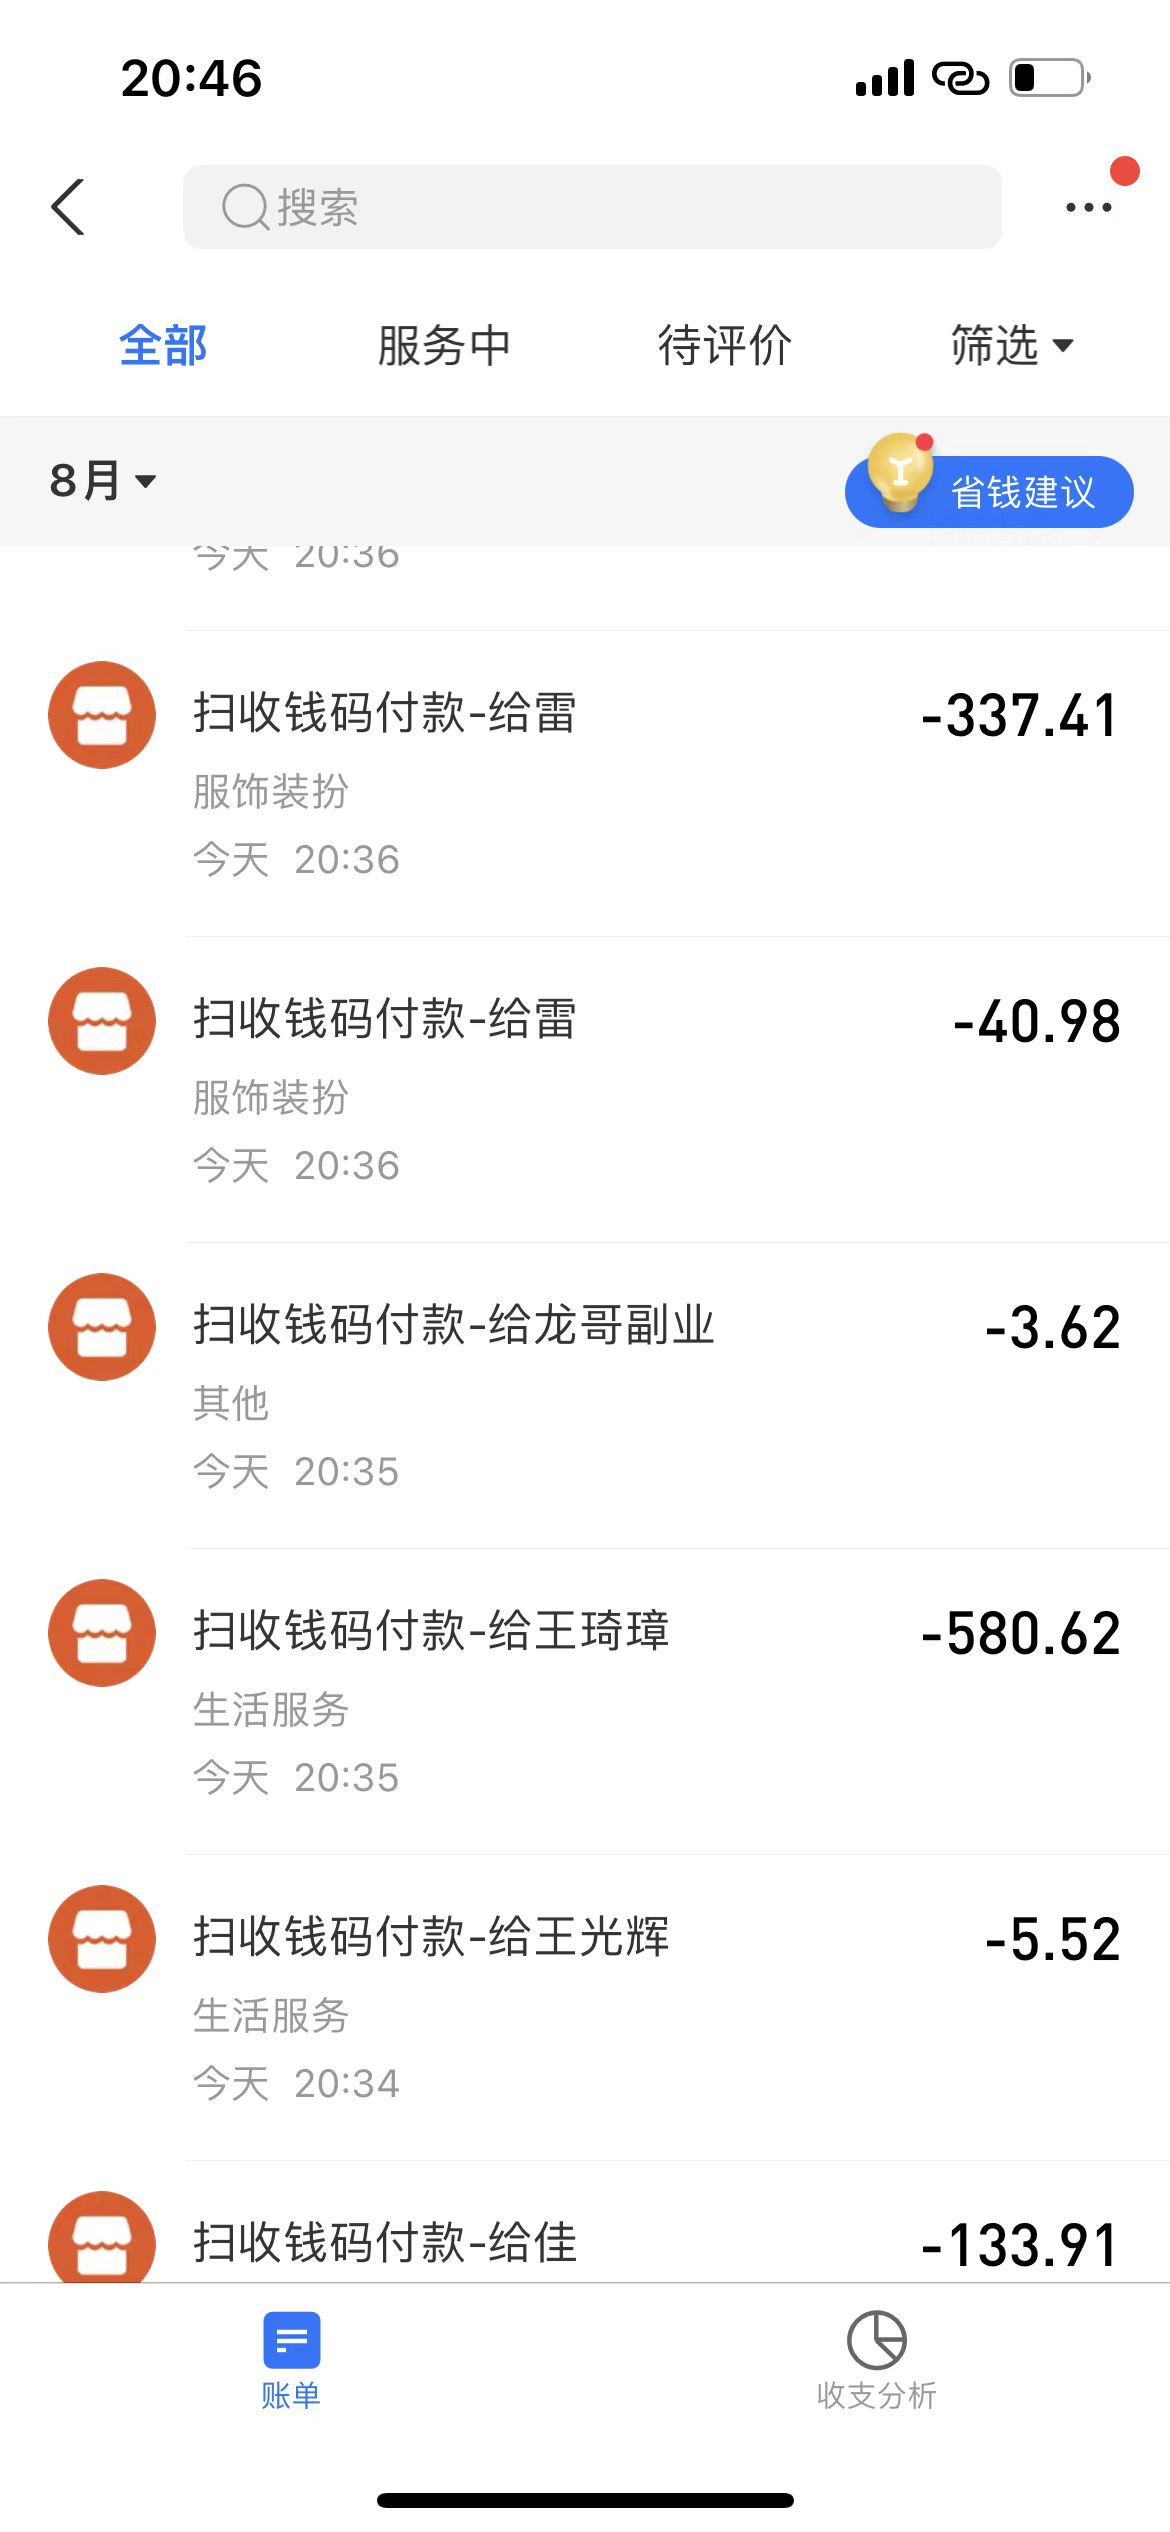 20:46
搜索
全部
服务中
待评价
筛选
8月
省钱建议
今天 20:36
扫收钱码付款-给雷
-337.41
服饰装扮
今天 20:36
扫收钱码付款-给雷
-40.98
服饰装扮
今天 20:36
扫收钱码付款-给龙哥副业
-3.62
其他
今天 20:35
扫收钱码付款-给王琦璋
-580.62
生活服务
今天 20:35
扫收钱码付款-给王光辉
-5.52
生活服务
今天 20:34
扫收钱码付款-给佳
-133.91
账单
收支分析